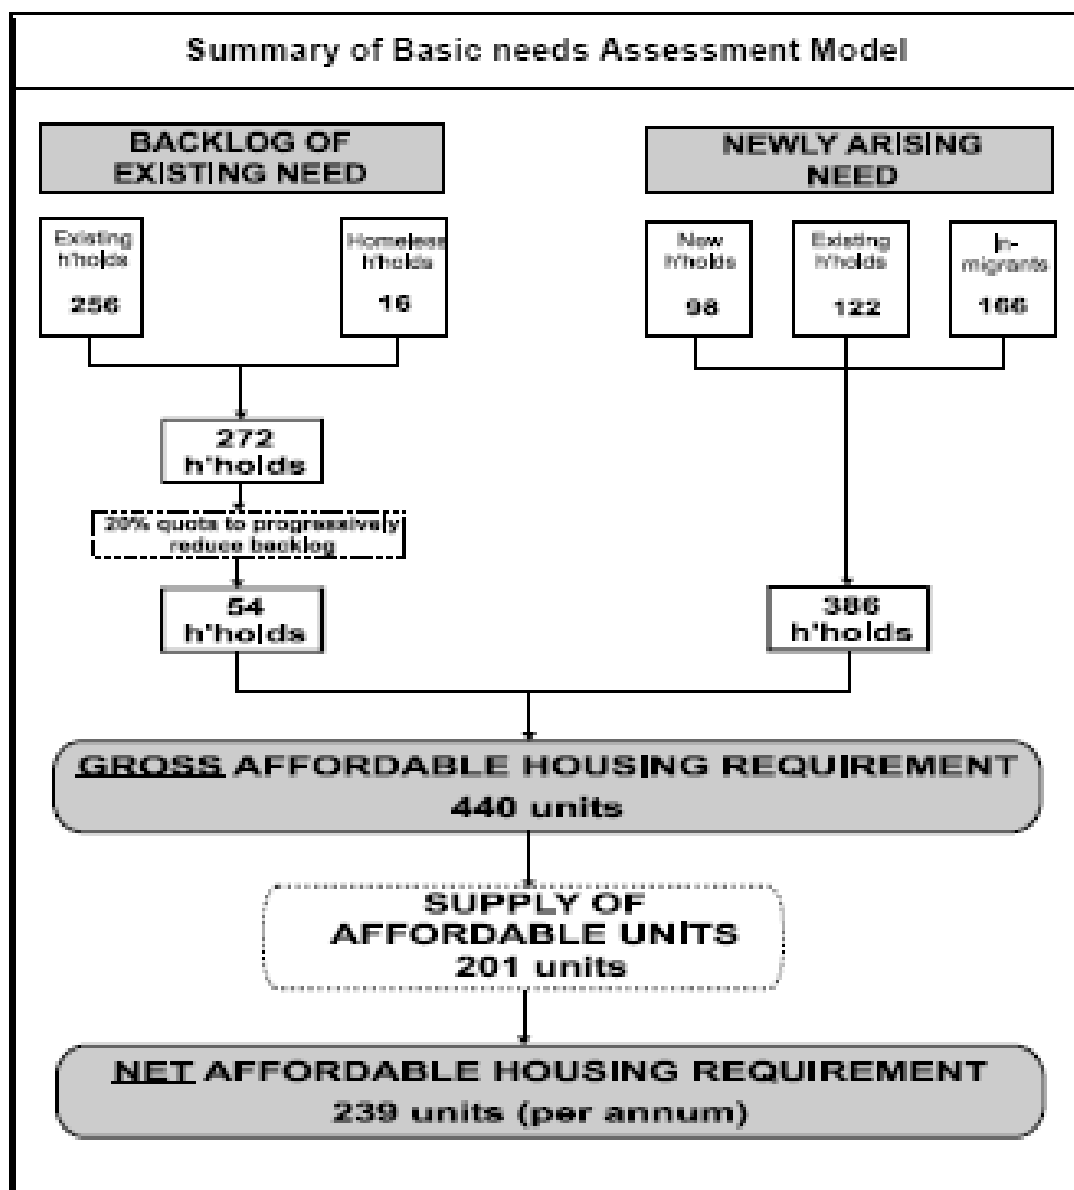 Summary of Basic needs Assessment Model
BACKLOG OF
EXISTING NEED
NEWLY ARISING
NEED
Existing
h'holds
256
Homeless
h'holds
16
New
h'holds
98
Existing
h'holds
122
In-
migrants
166
272
h'holds
20% quota to progressively
reduce backlog
54
h'holds
386
h'holds
GROSS AFFORDABLE HOUSING REQUIREMENT
440 units
SUPPLY OF
AFFORDABLE UNITS
201 units
NET AFFORDABLE HOUSING REQUIREMENT
239 units (per annum)